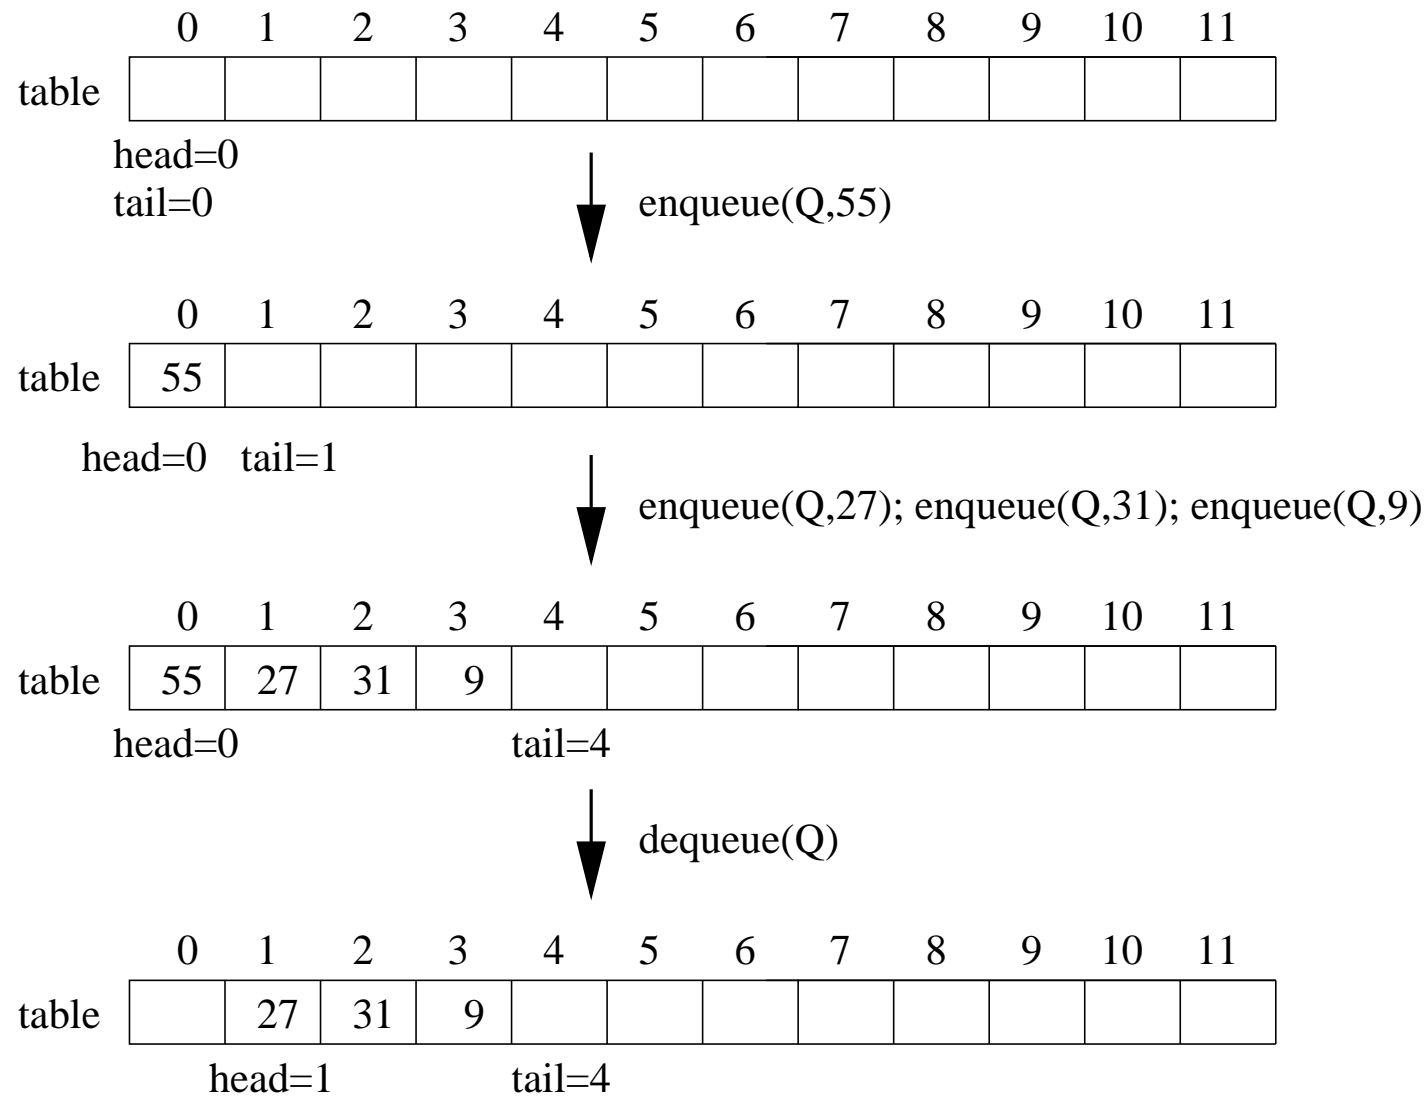 0 1 2 3 4 5 6 7 8 9 10 11
table
head=0
tail=0
enqueue(Q,55)
0 1 2 3 4 5 6 7 8 9 10 11
table 55
head=0 tail=1
enqueue(Q,27); enqueue(Q,31); enqueue(Q,9)
0 1 2 3 4 5 6 7 8 9 10 11
table 55 27 31 9
head=0 tail=4
dequeue(Q)
0 1 2 3 4 5 6 7 8 9 10 11
table 27 31 9
head=1 tail=4